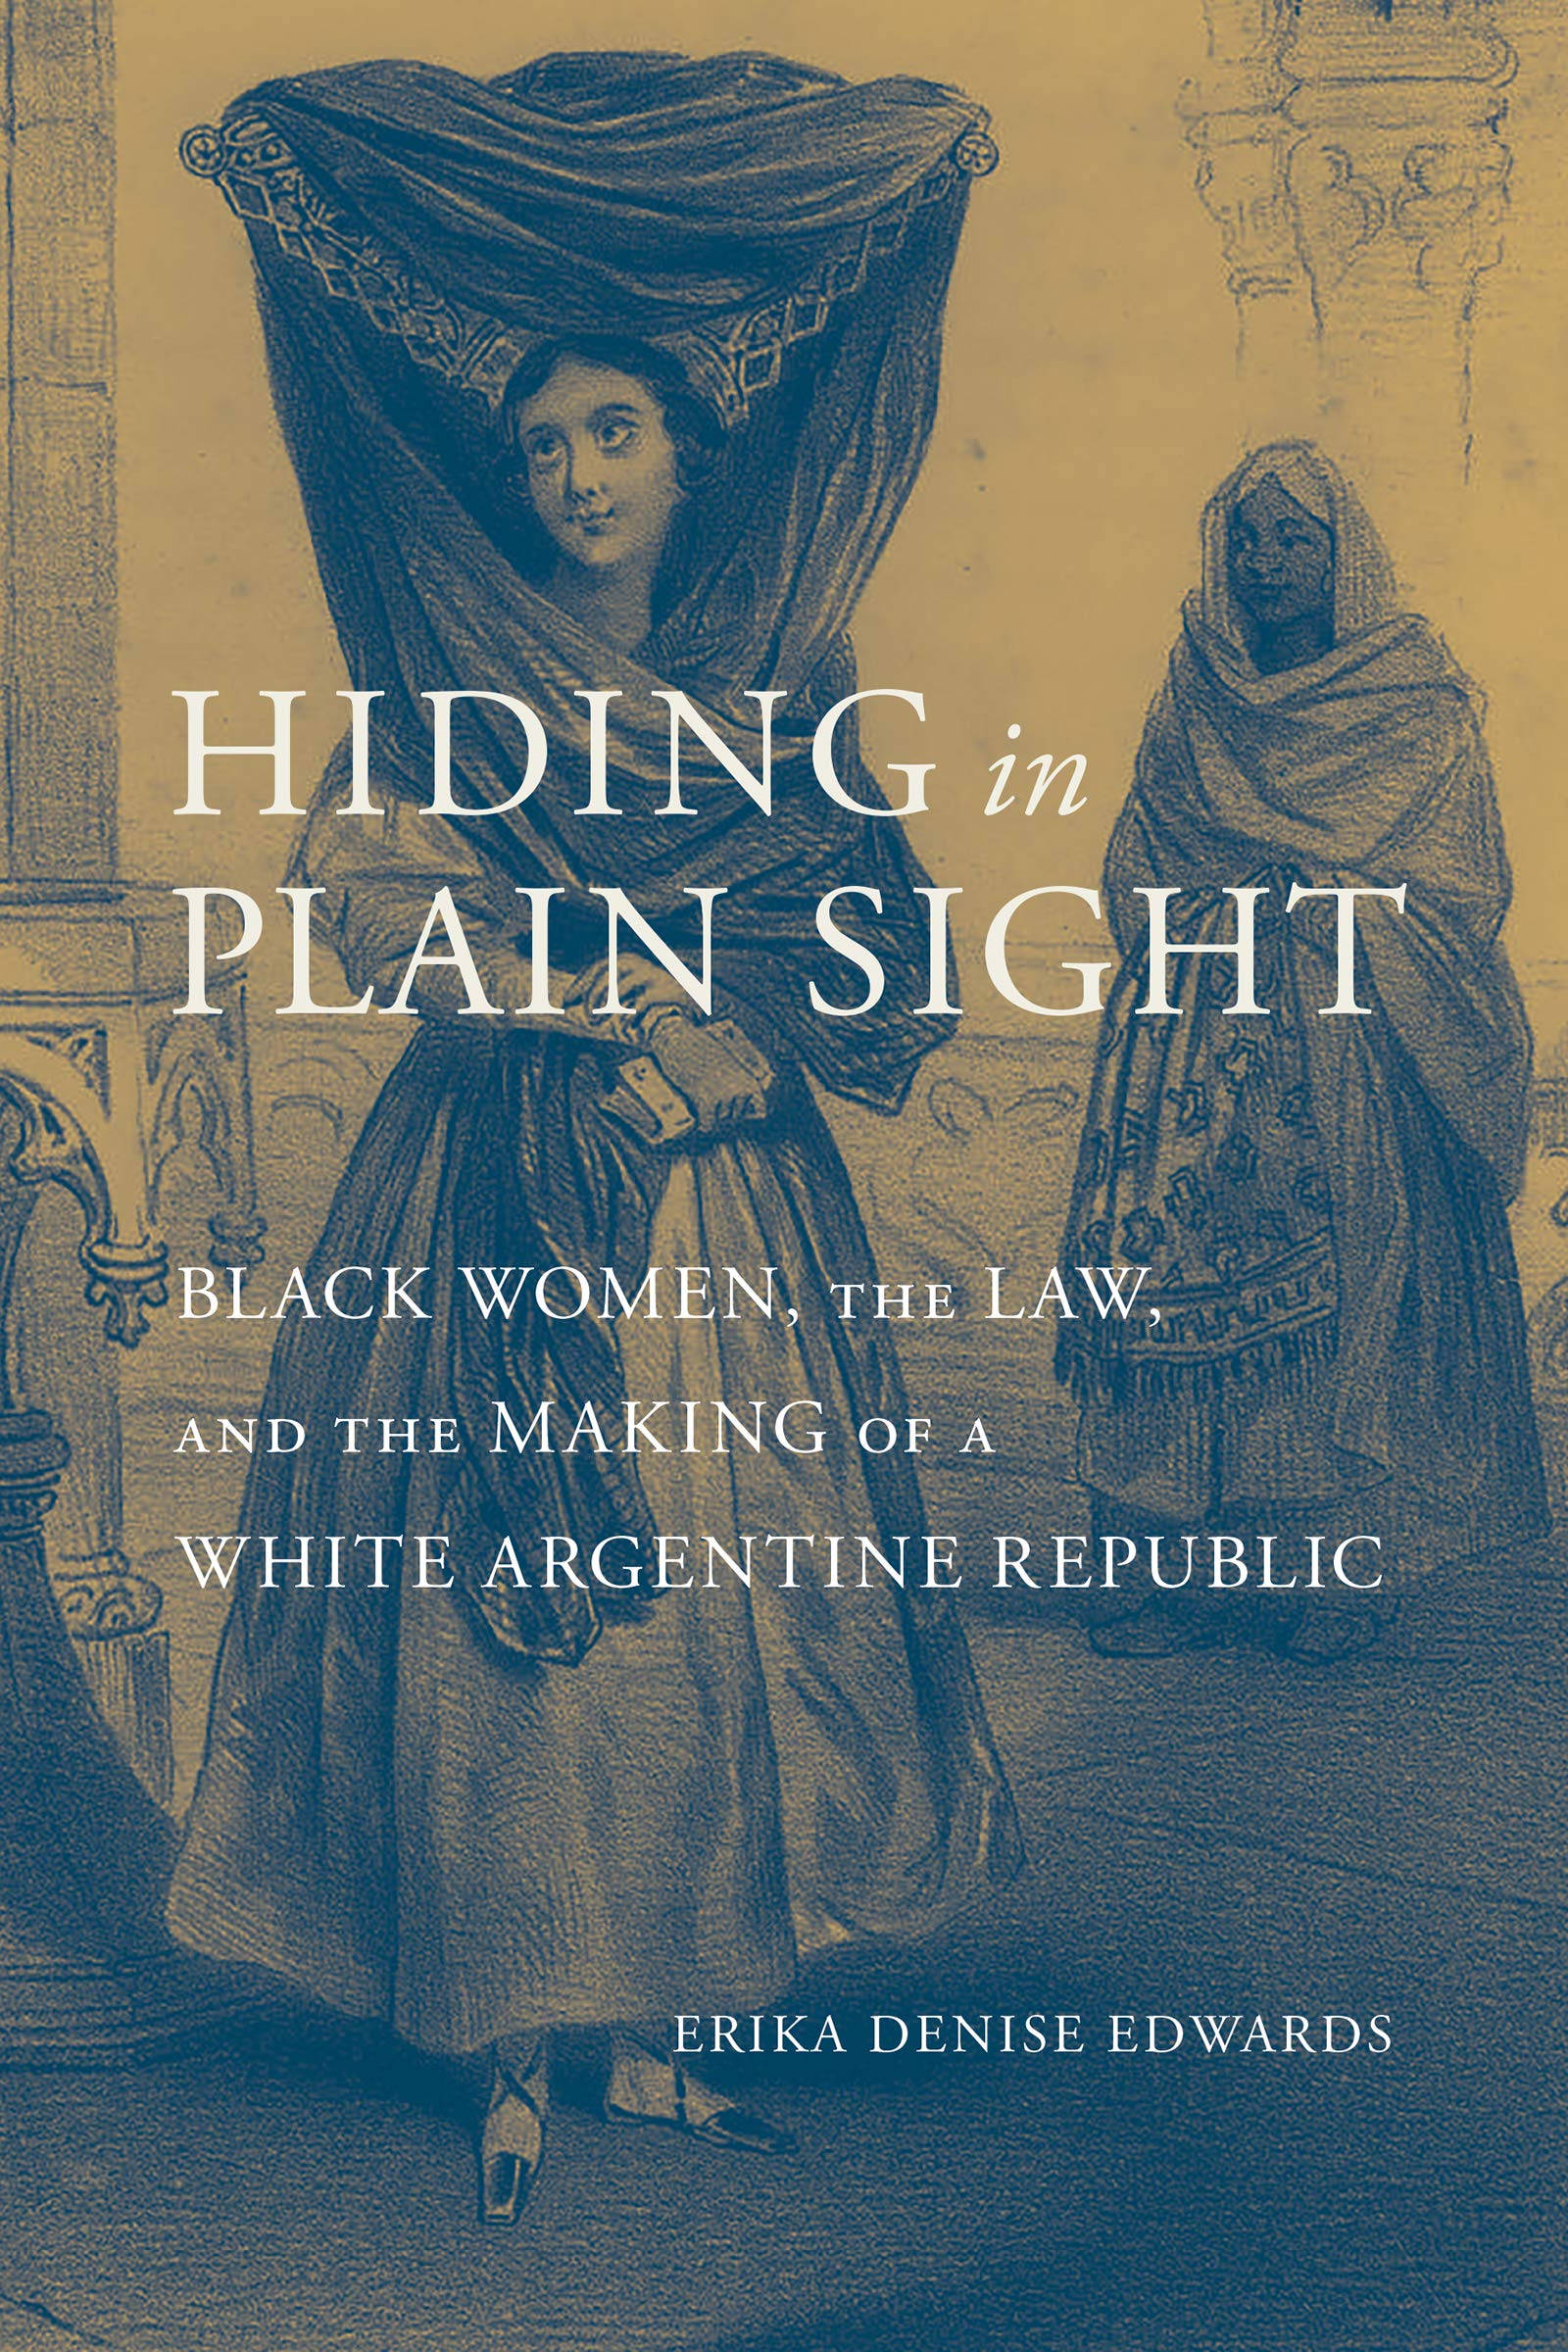 HIDING in
PLAIN SIGHT
BLACK WOMEN, THE LAW,
AND THE MAKING OF A
WHITE ARGENTINE REPUBLIC
ERIKA DENISE EDWARDS